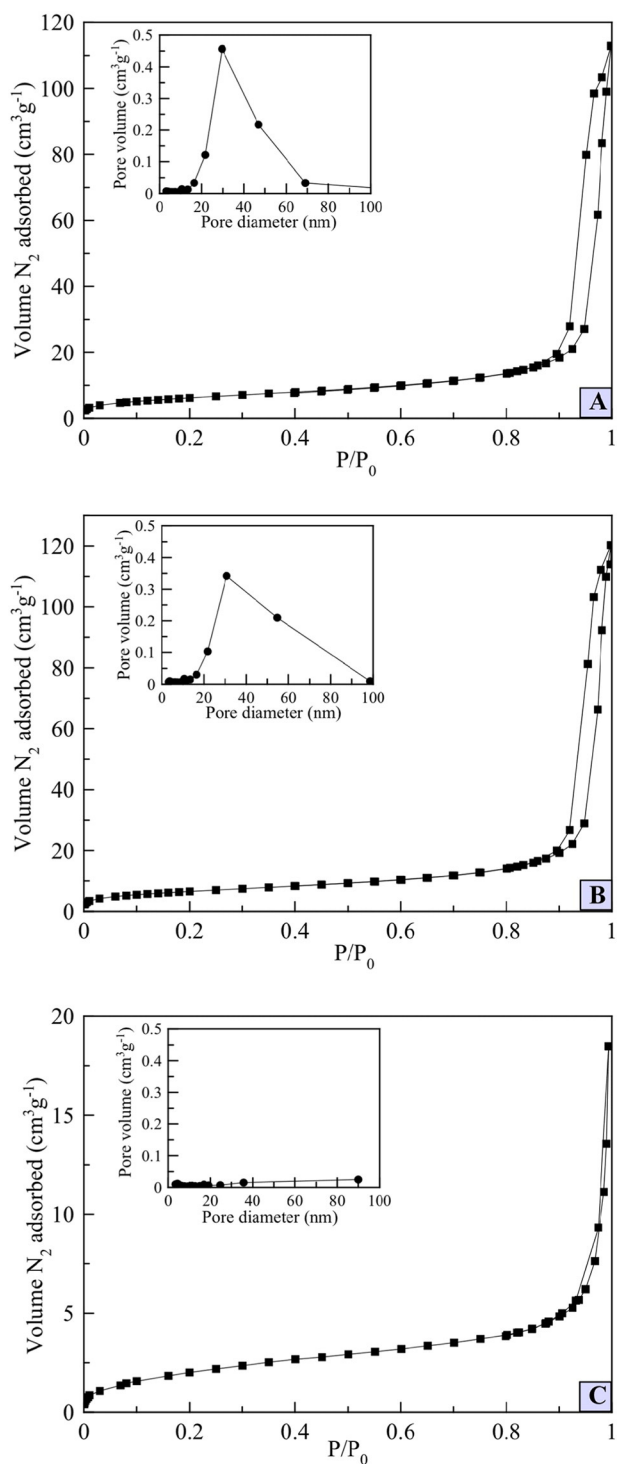 120
100
80
60
40
20
0
Volume N₂ adsorbed (cm³g⁻¹)
0.5
0.4
0.3
0.2
0.1
0
Pore volume (cm³g⁻¹)
0 20 40 60 80 100
Pore diameter (nm)
A
0 0.2 0.4 0.6 0.8 1
P/P₀
120
100
80
60
40
20
0
Volume N₂ adsorbed (cm³g⁻¹)
0.5
0.4
0.3
0.2
0.1
0
Pore volume (cm³g⁻¹)
0 20 40 60 80 100
Pore diameter (nm)
B
0 0.2 0.4 0.6 0.8 1
P/P₀
20
15
10
5
0
Volume N₂ adsorbed (cm³g⁻¹)
0.5
0.4
0.3
0.2
0.1
0
Pore volume (cm³g⁻¹)
0 20 40 60 80 100
Pore diameter (nm)
C
0 0.2 0.4 0.6 0.8 1
P/P₀